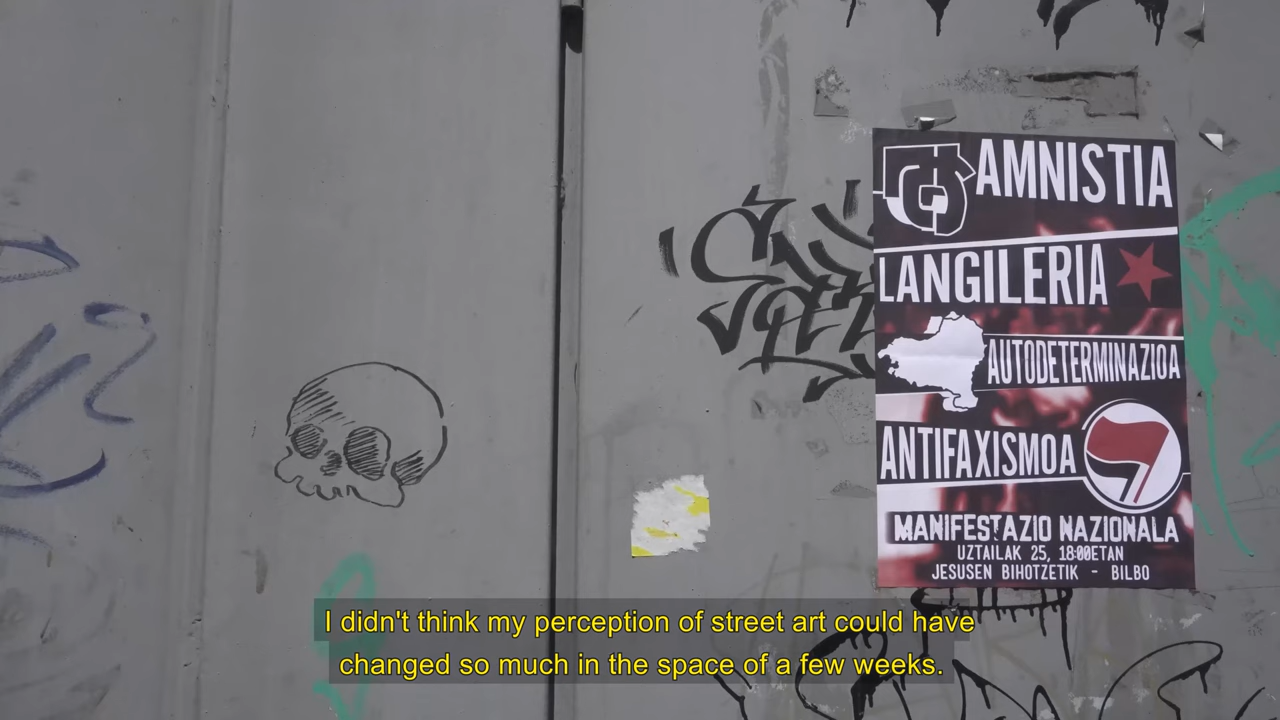 AMNISTIA
LANGILERIA
AUTODETERMINAZIOA
ANTIFAXISMOA
MANIFESTAZIO NAZIONALA
UZTAILAK 25, 18:00ETAN
JESUSEN BIHOTZETIK - BILBO
I didn't think my perception of street art could have
changed so much in the space of a few weeks.